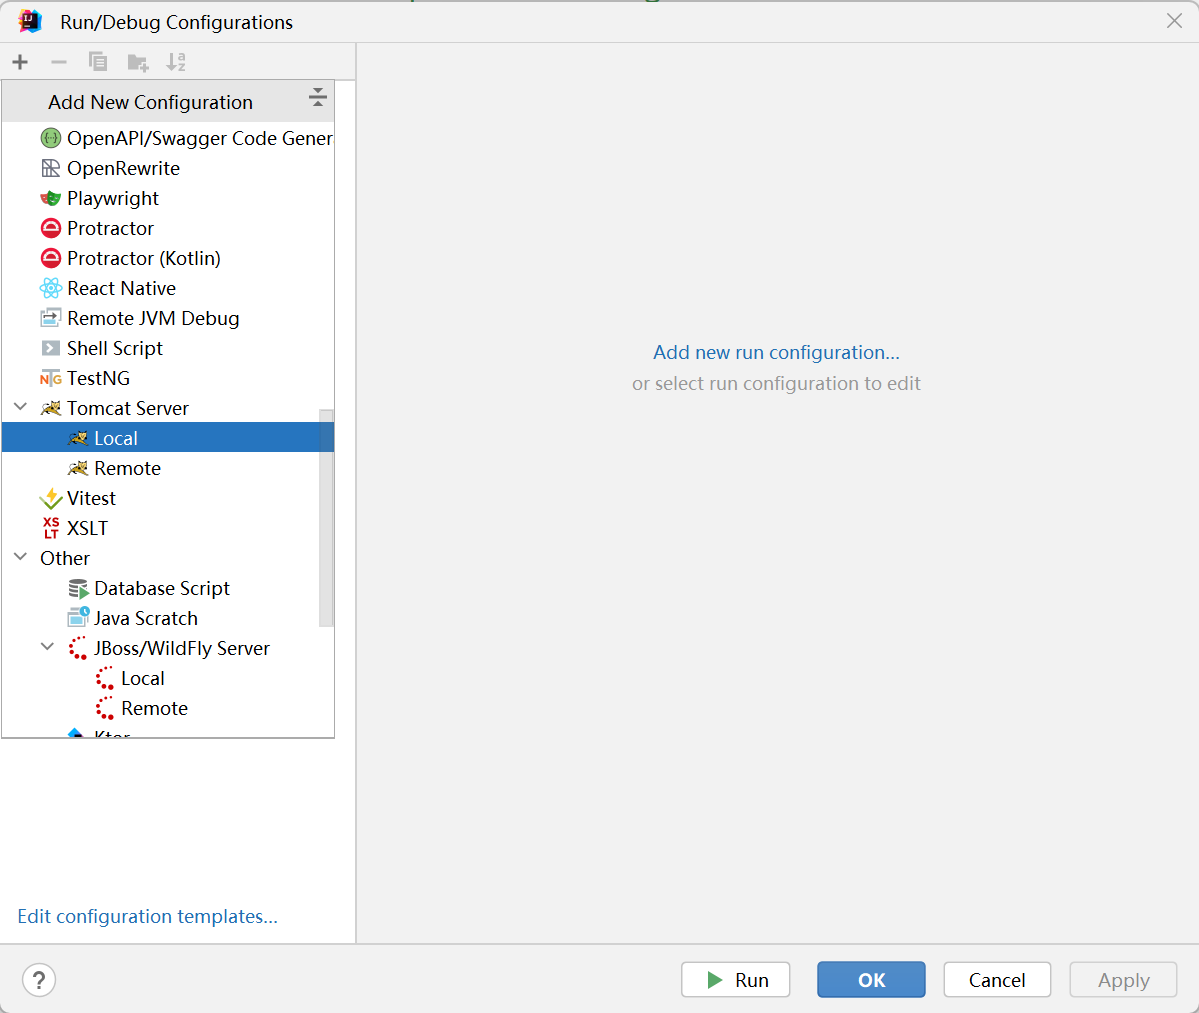 Run/Debug Configurations
Add New Configuration
OpenAPI/Swagger Code Gener
OpenRewrite
Playwright
Protractor
Protractor (Kotlin)
React Native
Remote JVM Debug
Shell Script
TestNG
Tomcat Server
Local
Remote
Vitest
XSLT
Other
Database Script
Java Scratch
JBoss/WildFly Server
Local
Remote
Ktor
Add new run configuration...
or select run configuration to edit
Edit configuration templates...
? Run OK Cancel Apply